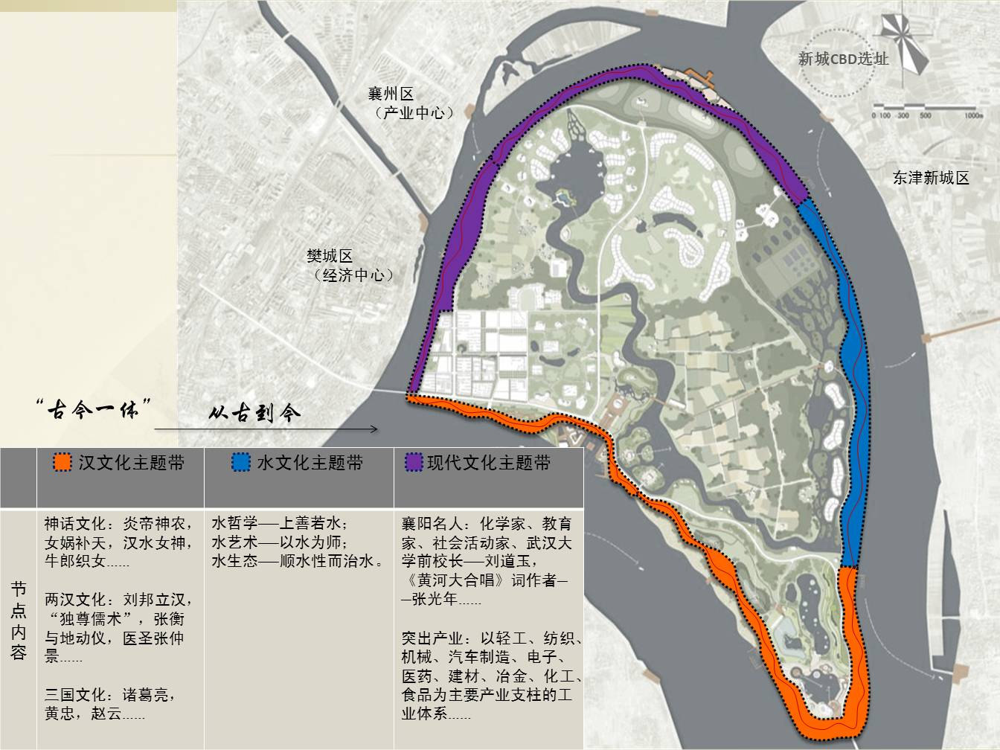 新城CBD选址
襄州区
（产业中心）
0 100 300 500 1000m
东津新城区
樊城区
（经济中心）
“古今一体”
从古到今
汉文化主题带
水文化主题带
现代文化主题带
节点内容
神话文化：炎帝神农，
女娲补天，汉水女神，
牛郎织女……
两汉文化：刘邦立汉，
“独尊儒术”，张衡
与地动仪，医圣张仲
景……
三国文化：诸葛亮，
黄忠，赵云……
水哲学——上善若水；
水艺术——以水为师；
水生态——顺水性而治水。
襄阳名人：化学家、教育
家、社会活动家、武汉大
学前校长——刘道玉，
《黄河大合唱》词作者—
—张光年……
突出产业：以轻工、纺织、
机械、汽车制造、电子、
医药、建材、冶金、化工、
食品为主要产业支柱的工
业体系……